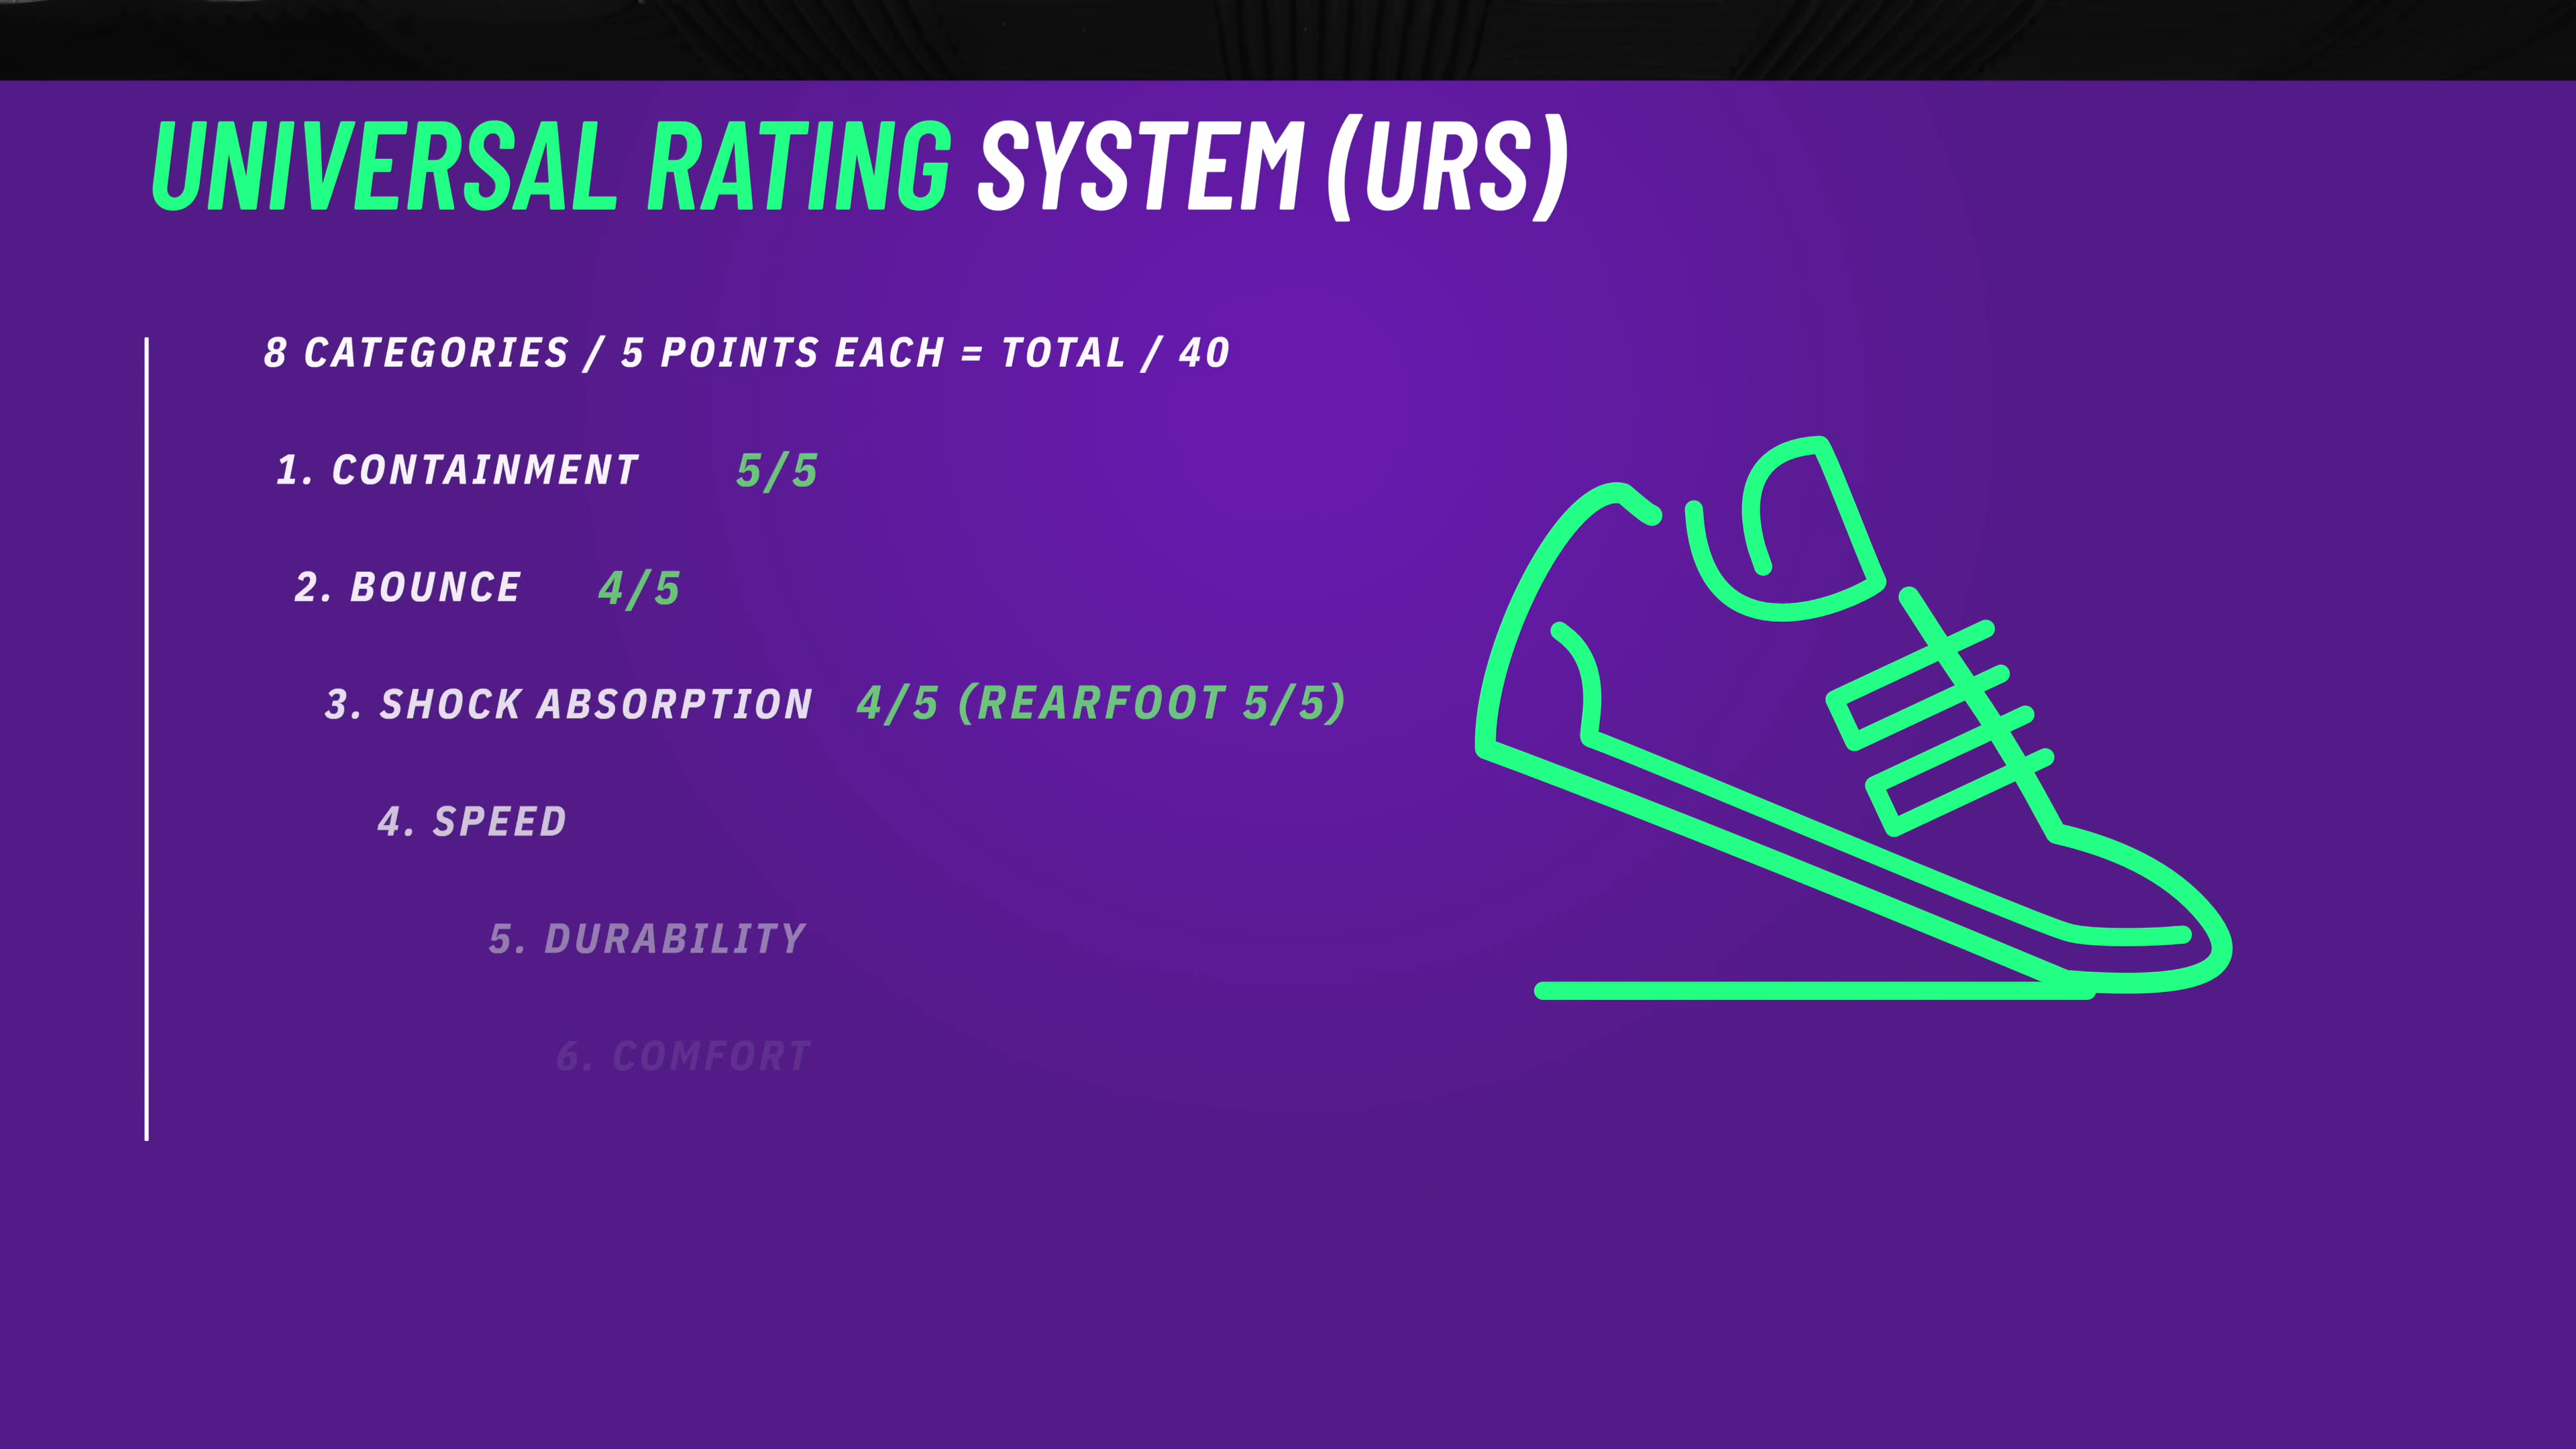 UNIVERSAL RATING SYSTEM (URS)
8 CATEGORIES / 5 POINTS EACH = TOTAL / 40
1. CONTAINMENT 5/5
2. BOUNCE 4/5
3. SHOCK ABSORPTION 4/5 (REARFOOT 5/5)
4. SPEED
5. DURABILITY
6. COMFORT